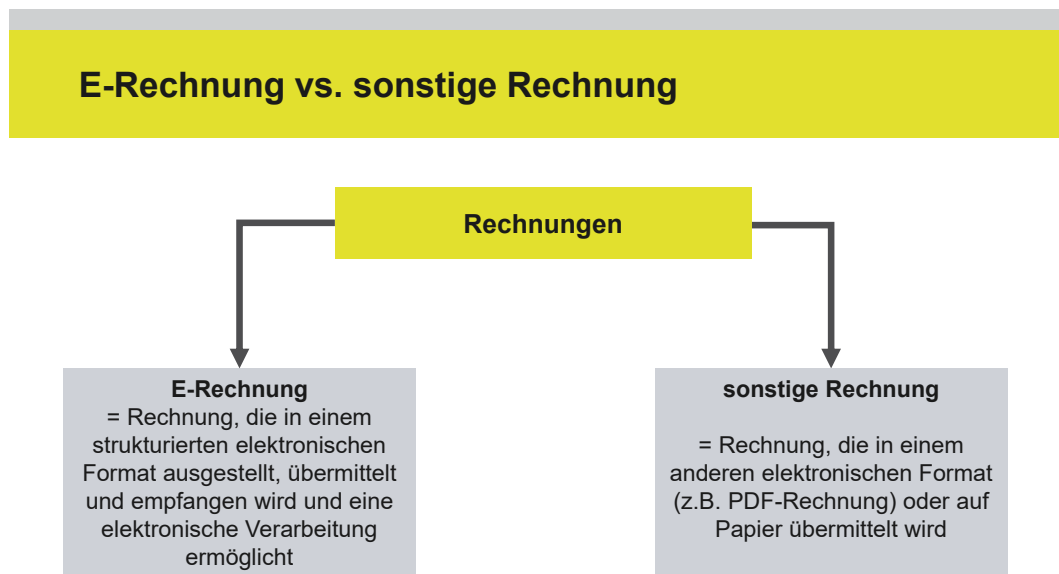 E-Rechnung vs. sonstige Rechnung
Rechnungen
E-Rechnung
= Rechnung, die in einem
strukturierten elektronischen
Format ausgestellt, übermittelt
und empfangen wird und eine
elektronische Verarbeitung
ermöglicht
sonstige Rechnung
= Rechnung, die in einem
anderen elektronischen Format
(z.B. PDF-Rechnung) oder auf
Papier übermittelt wird